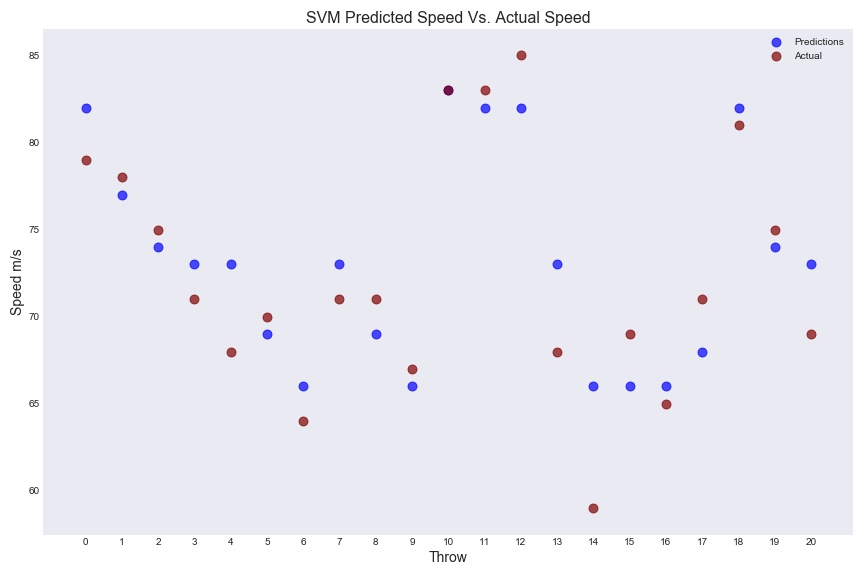 SVM Predicted Speed Vs. Actual Speed
Predictions
Actual
Speed m/s
85
80
75
70
65
60
0 1 2 3 4 5 6 7 8 9 10 11 12 13 14 15 16 17 18 19 20
Throw